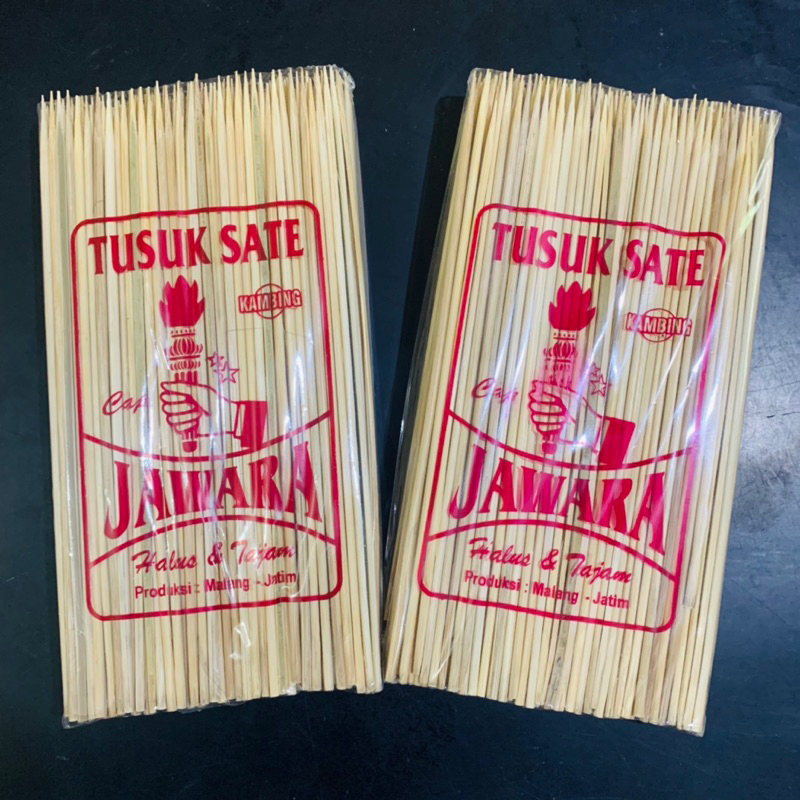 TUSUK SATE
KAMBING
Cap
JAWARA
Halus & Tajam
Produksi : Malang - Jatim
TUSUK SATE
KAMBING
Cap
JAWARA
Halus & Tajam
Produksi : Malang - Jatim